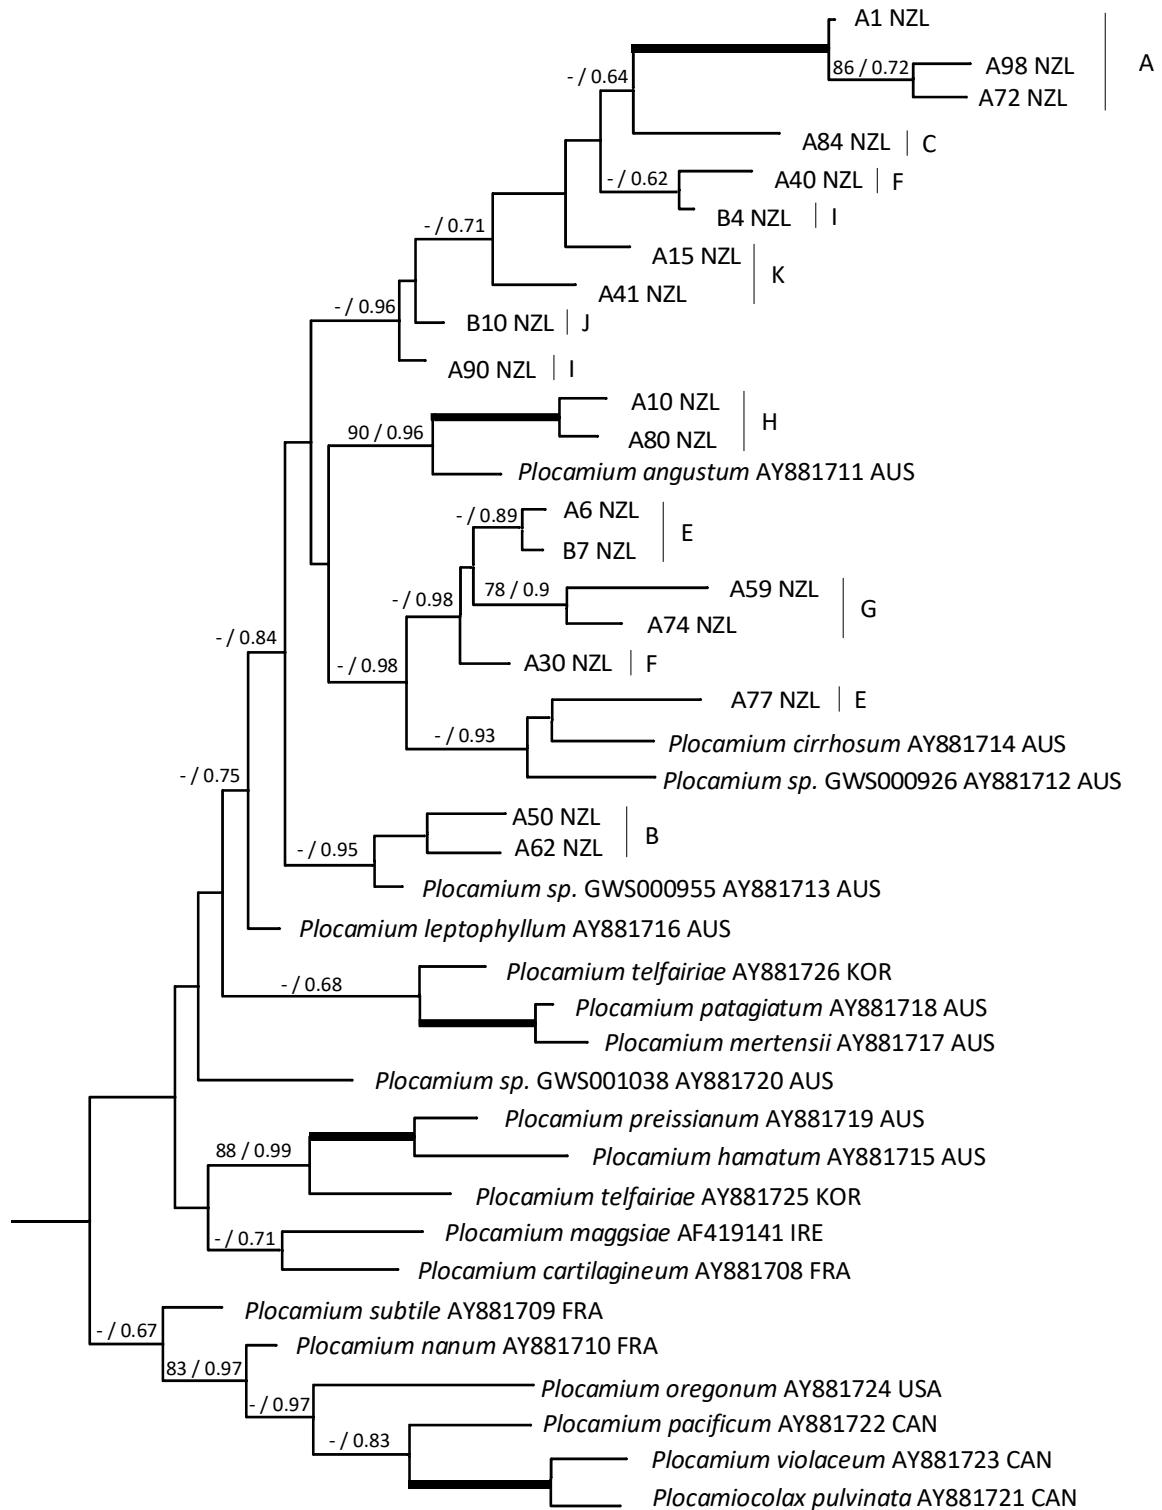 A1 NZL
86 / 0.72
A98 NZL
A
- / 0.64
A72 NZL
A84 NZL
C
- / 0.62
A40 NZL
F
B4 NZL
I
- / 0.71
A15 NZL
K
A41 NZL
- / 0.96
B10 NZL
J
A90 NZL
I
A10 NZL
H
90 / 0.96
A80 NZL
Plocamium angustum AY881711 AUS
- / 0.89
A6 NZL
E
B7 NZL
78 / 0.9
A59 NZL
- / 0.98
G
A74 NZL
- / 0.84
- / 0.98
A30 NZL
F
A77 NZL
E
- / 0.93
Plocamium cirrhosum AY881714 AUS
- / 0.75
Plocamium sp. GWS000926 AY881712 AUS
A50 NZL
B
- / 0.95
A62 NZL
Plocamium sp. GWS000955 AY881713 AUS
Plocamium leptophyllum AY881716 AUS
- / 0.68
Plocamium telfairiae AY881726 KOR
Plocamium patagiatum AY881718 AUS
Plocamium mertensii AY881717 AUS
Plocamium sp. GWS001038 AY881720 AUS
Plocamium preissianum AY881719 AUS
88 / 0.99
Plocamium hamatum AY881715 AUS
Plocamium telfairiae AY881725 KOR
- / 0.71
Plocamium maggsiae AF419141 IRE
Plocamium cartilagineum AY881708 FRA
Plocamium subtile AY881709 FRA
- / 0.67
Plocamium nanum AY881710 FRA
83 / 0.97
Plocamium oregonum AY881724 USA
- / 0.97
Plocamium pacificum AY881722 CAN
- / 0.83
Plocamium violaceum AY881723 CAN
Plocamiocolax pulvinata AY881721 CAN